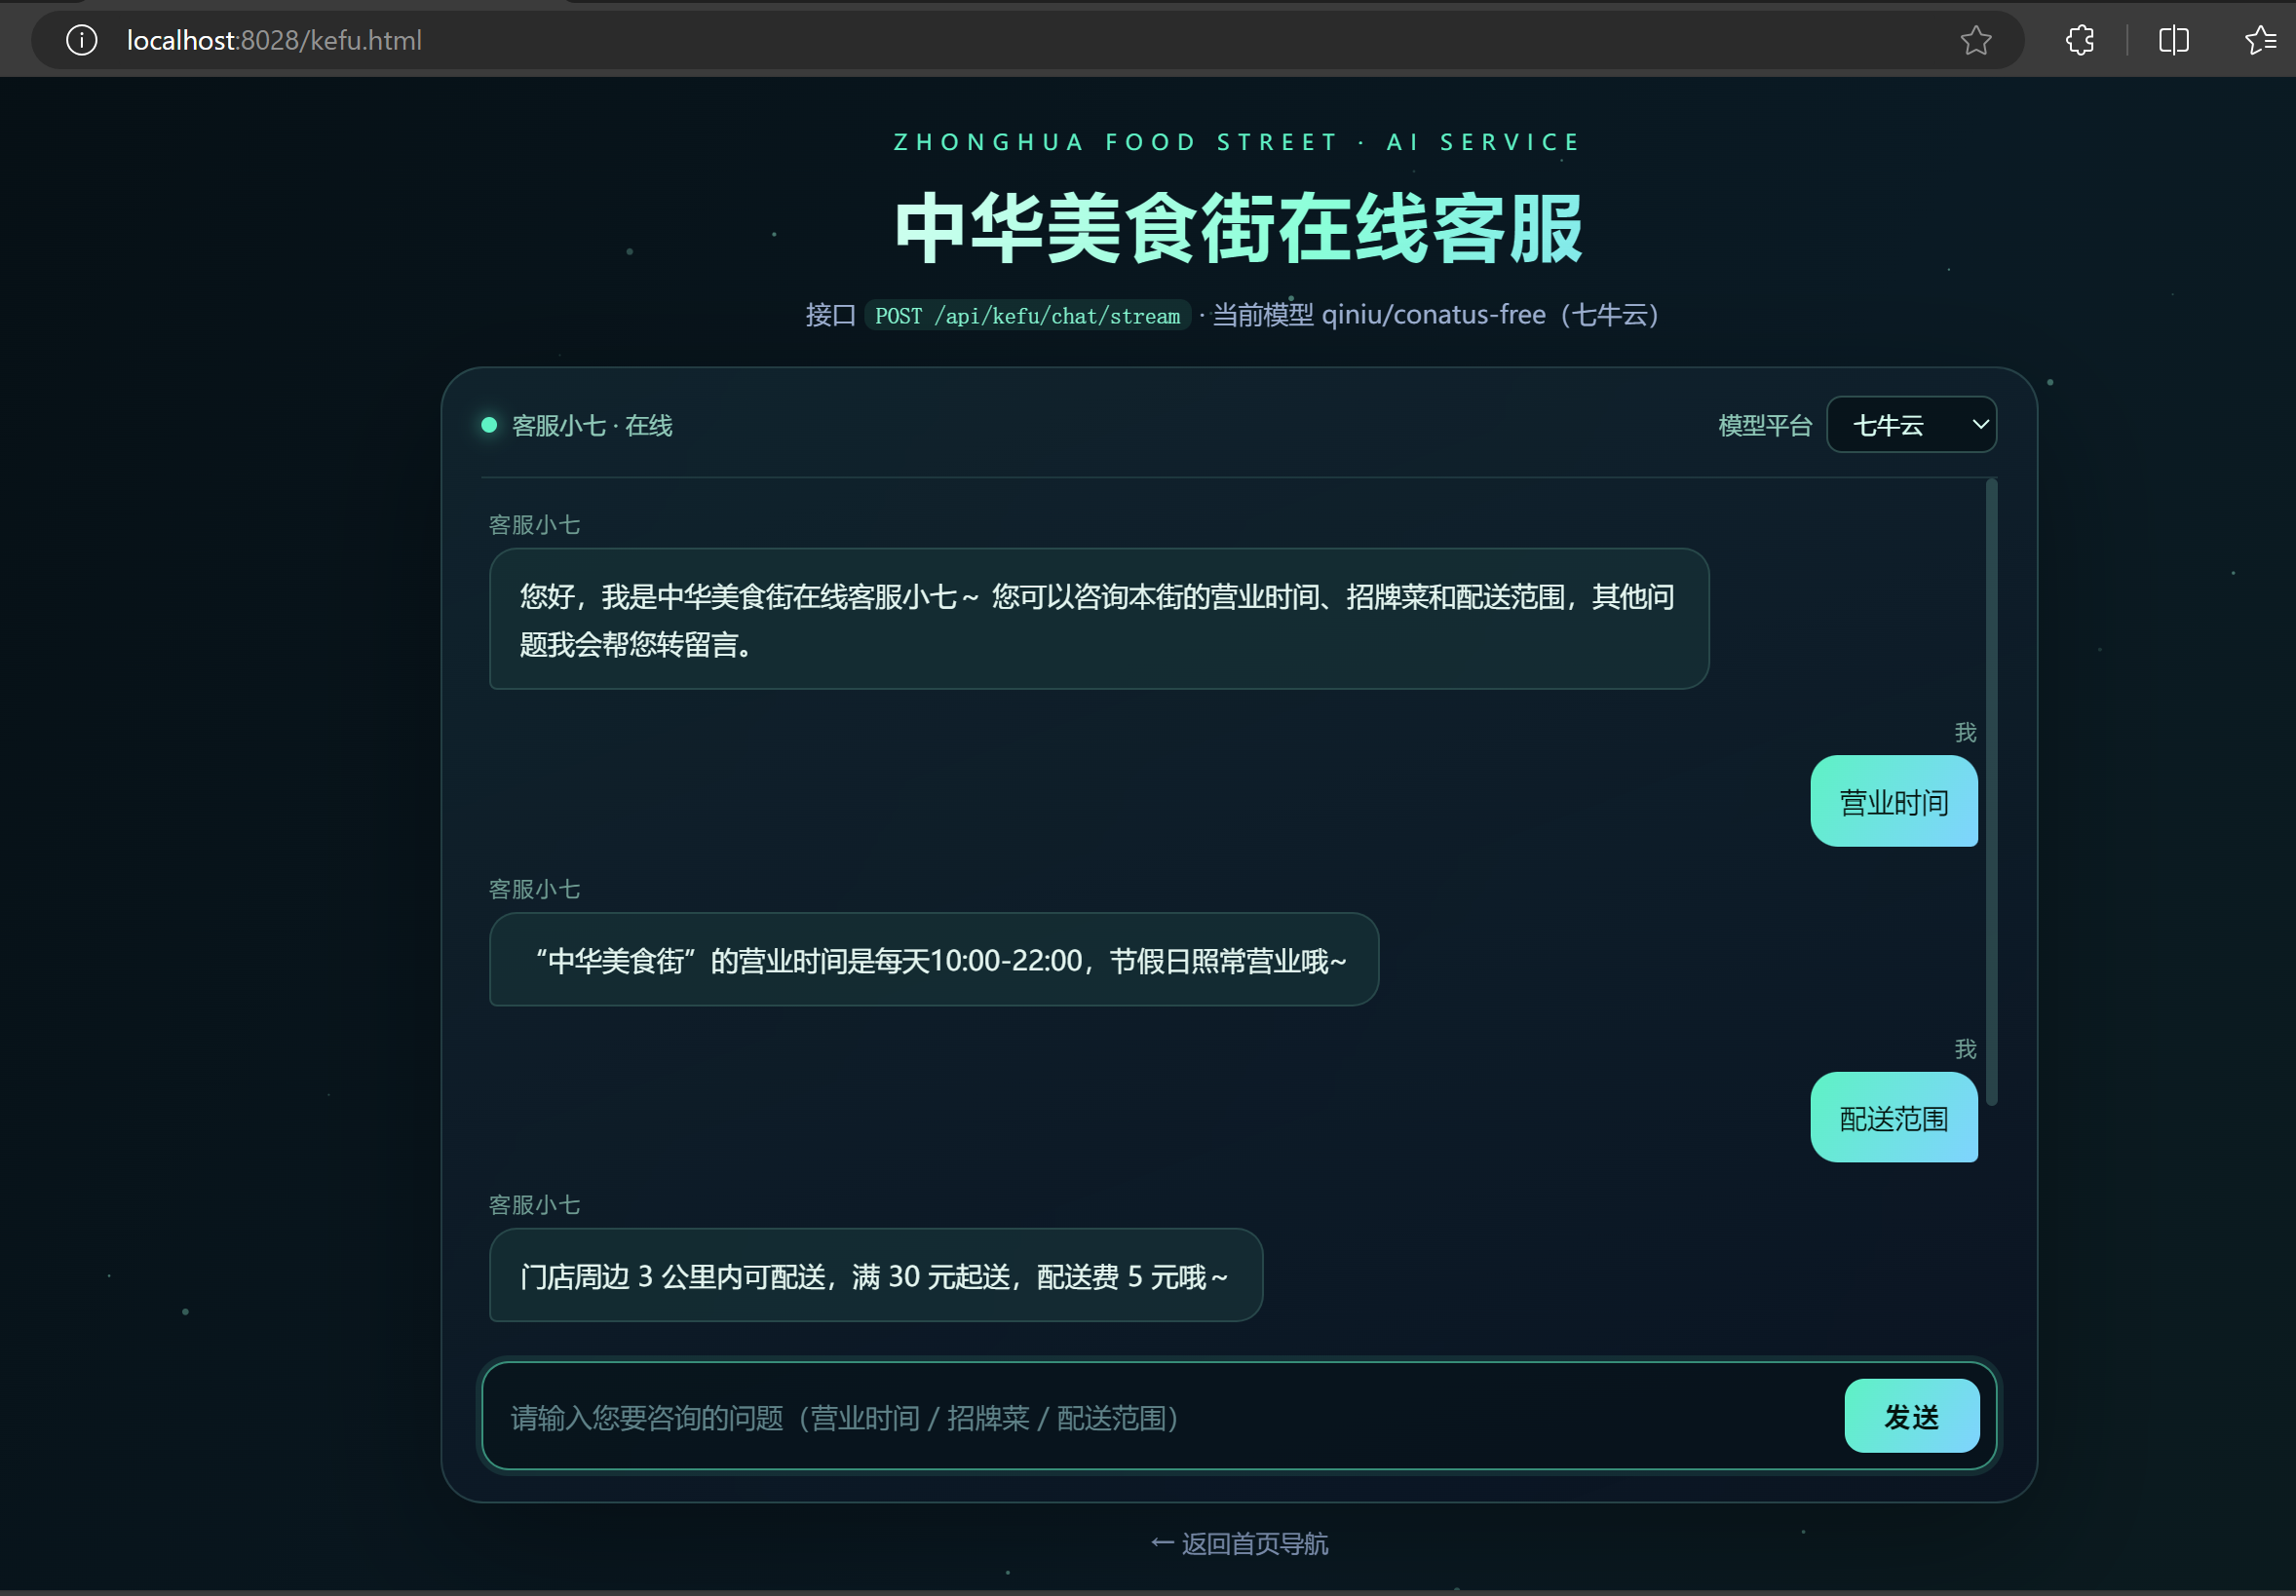 localhost:8028/kefu.html
ZHONGHUA FOOD STREET · AI SERVICE
中华美食街在线客服
接口 POST /api/kefu/chat/stream · 当前模型 qiniu/conatus-free（七牛云）
客服小七 · 在线
模型平台 七牛云
客服小七
您好，我是中华美食街在线客服小七～ 您可以咨询本街的营业时间、招牌菜和配送范围，其他问
题我会帮您转留言。
我
营业时间
客服小七
“中华美食街”的营业时间是每天10:00-22:00，节假日照常营业哦~
我
配送范围
客服小七
门店周边 3 公里内可配送，满 30 元起送，配送费 5 元哦～
请输入您要咨询的问题（营业时间 / 招牌菜 / 配送范围）
发送
← 返回首页导航